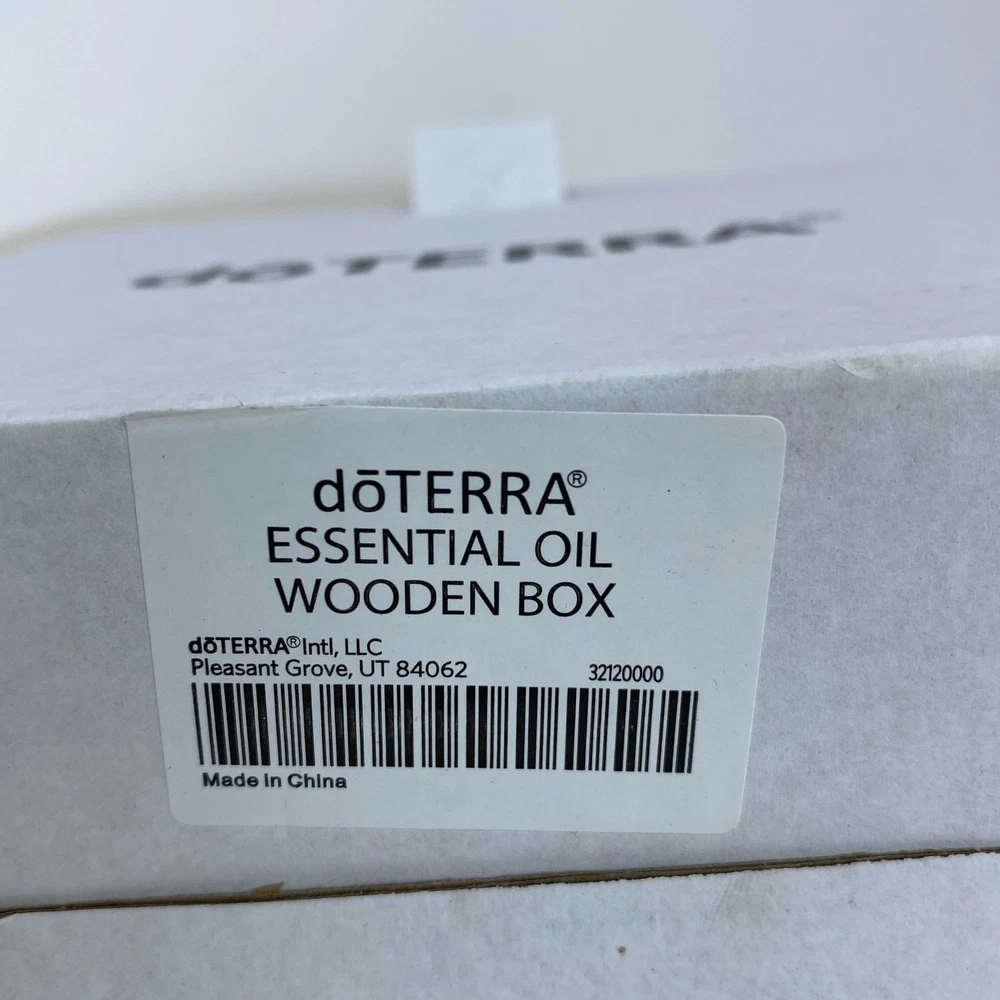 dōTERRA®
dōTERRA®
ESSENTIAL OIL
WOODEN BOX
dōTERRA® Intl, LLC
Pleasant Grove, UT 84062
32120000
Made in China